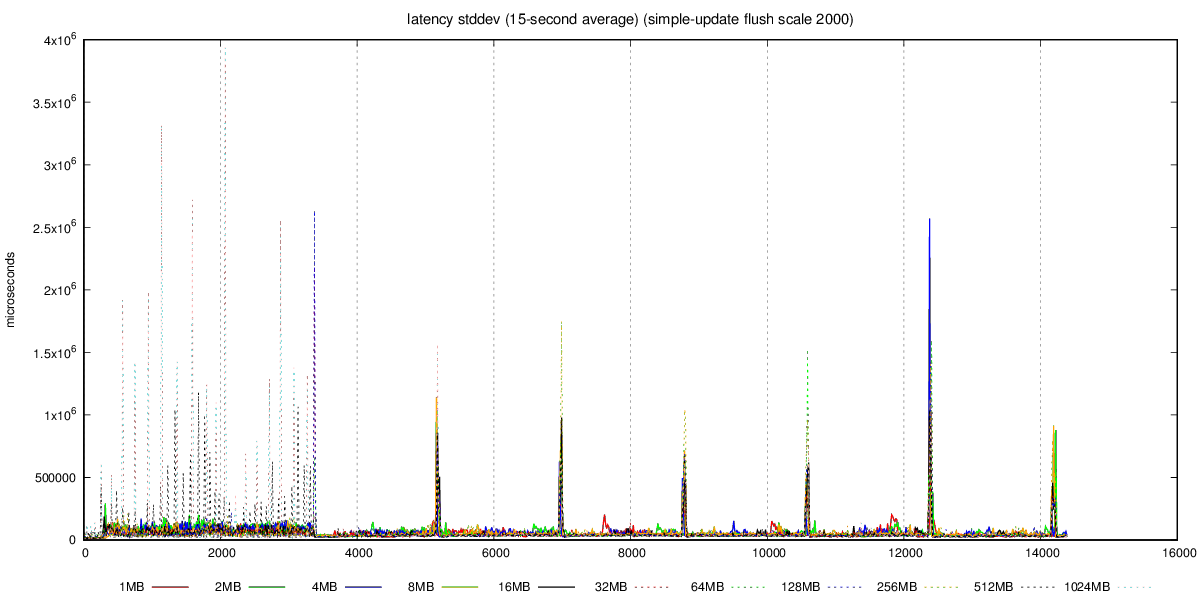 latency stddev (15-second average) (simple-update flush scale 2000)
4x10⁶
3.5x10⁶
3x10⁶
2.5x10⁶
2x10⁶
1.5x10⁶
1x10⁶
500000
0
microseconds
0 2000 4000 6000 8000 10000 12000 14000 16000
1MB 2MB 4MB 8MB 16MB 32MB 64MB 128MB 256MB 512MB 1024MB